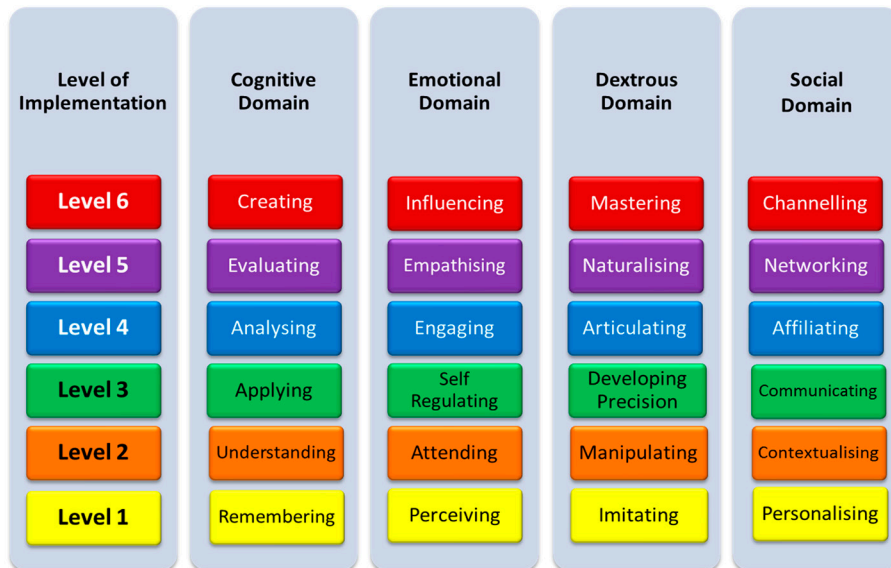 Level of
Implementation
Cognitive
Domain
Emotional
Domain
Dextrous
Domain
Social
Domain
Level 6
Creating
Influencing
Mastering
Channelling
Level 5
Evaluating
Empathising
Naturalising
Networking
Level 4
Analysing
Engaging
Articulating
Affiliating
Level 3
Applying
Self
Regulating
Developing
Precision
Communicating
Level 2
Understanding
Attending
Manipulating
Contextualising
Level 1
Remembering
Perceiving
Imitating
Personalising